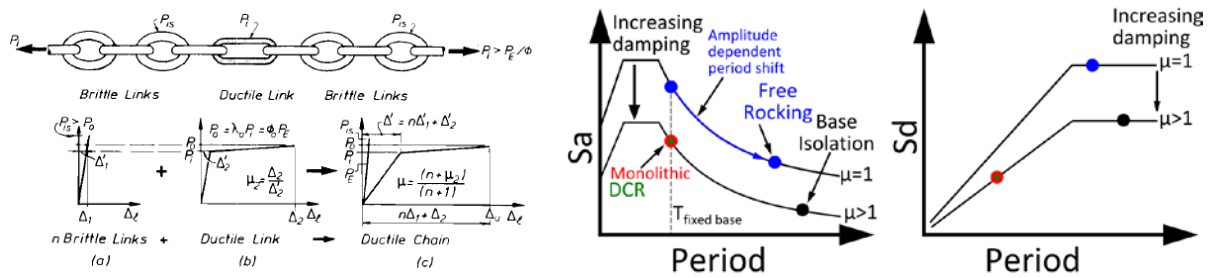 P_is
P_i
P_is
P_i
P_i > P_E/Φ
Brittle Links
Ductile Link
Brittle Links
P_is > P_o
Δ'_1
Δ_1
Δ_ℓ
+
P_o = λ_o P_i = Φ_o P_E
P_o
P_i
Δ'_2
μ_2 = Δ_2/Δ'_2
Δ_2
Δ_ℓ
Δ' = nΔ'_1 + Δ'_2
P_is
P_o
P_i
P_E
μ = (n + μ_2)/(n + 1)
nΔ_1 + Δ_2
Δ_u
Δ_ℓ
n Brittle Links + Ductile Link → Ductile Chain
(a)
(b)
(c)
Increasing
damping
Amplitude
dependent
period shift
Free
Rocking
Base
Isolation
Monolithic
DCR
μ=1
μ>1
T fixed base
Sa
Period
Increasing
damping
μ=1
μ>1
Sd
Period